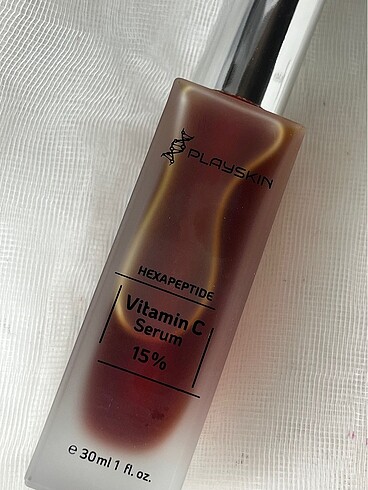 PLAYSKIN
HEXAPEPTIDE
Vitamin C
Serum
15%
℮ 30ml 1 fl. oz.